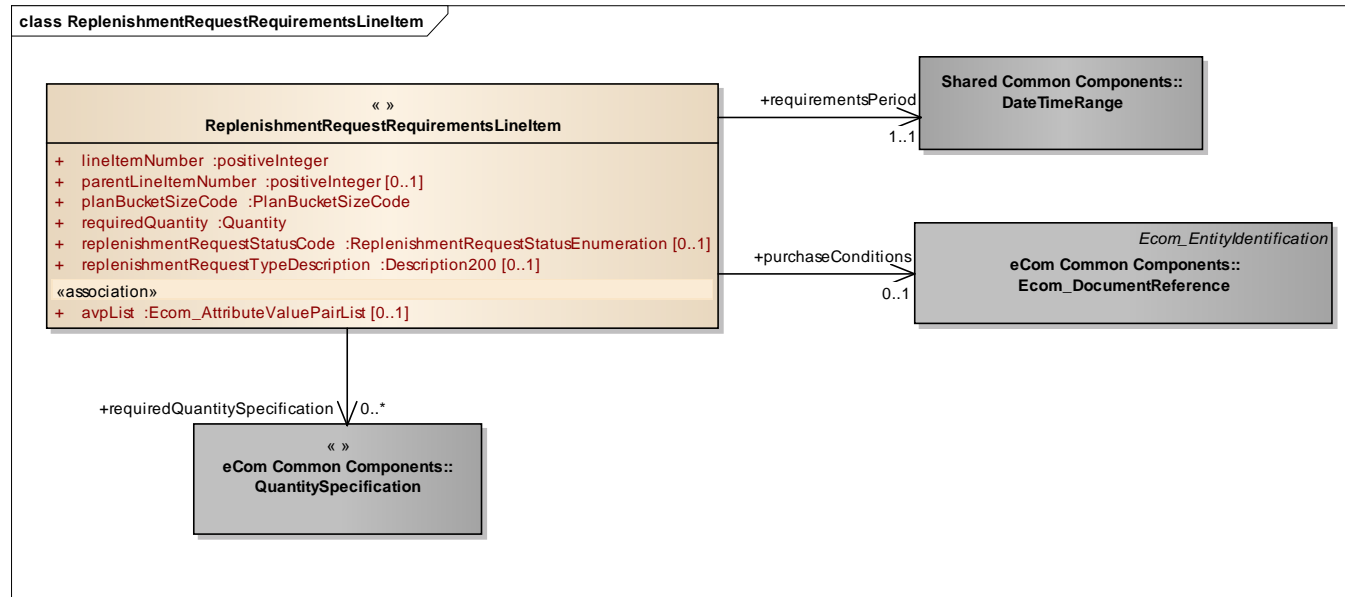 class ReplenishmentRequestRequirementsLineItem
« »
ReplenishmentRequestRequirementsLineItem
+ lineItemNumber :positiveInteger
+ parentLineItemNumber :positiveInteger [0..1]
+ planBucketSizeCode :PlanBucketSizeCode
+ requiredQuantity :Quantity
+ replenishmentRequestStatusCode :ReplenishmentRequestStatusEnumeration [0..1]
+ replenishmentRequestTypeDescription :Description200 [0..1]
«association»
+ avpList :Ecom_AttributeValuePairList [0..1]
+requirementsPeriod
1..1
Shared Common Components::
DateTimeRange
+purchaseConditions
0..1
Ecom_EntityIdentification
eCom Common Components::
Ecom_DocumentReference
+requiredQuantitySpecification
0..*
« »
eCom Common Components::
QuantitySpecification